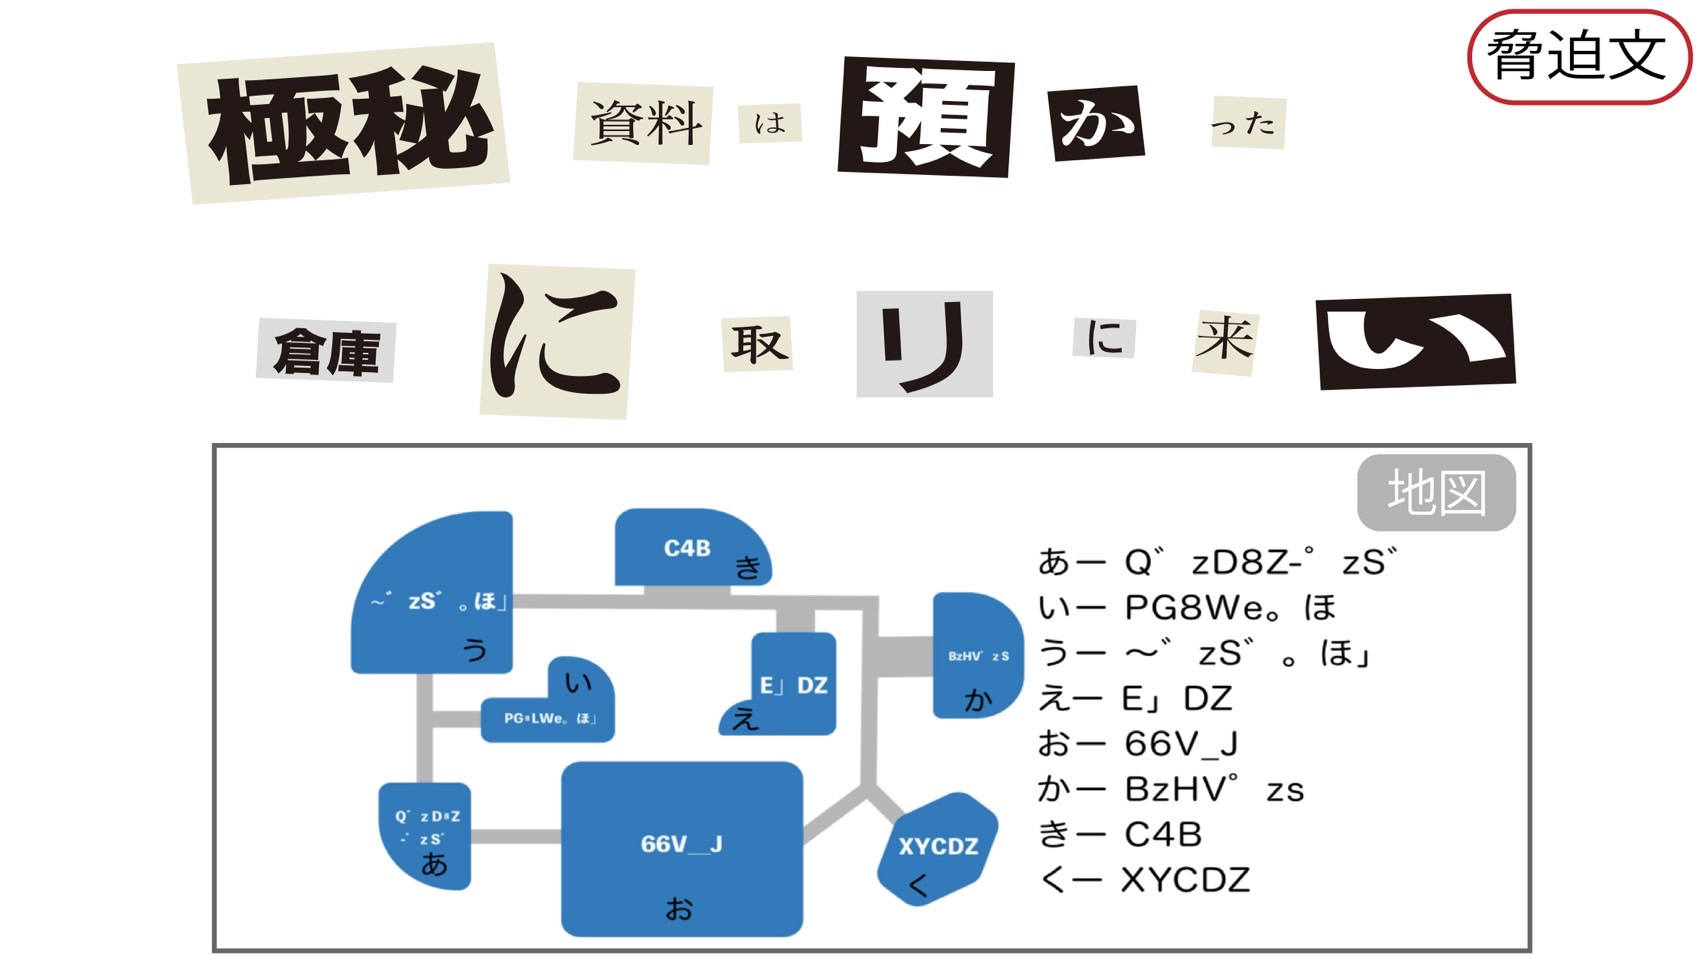 脅迫文
極秘 資料 は 預 か った
倉庫 に 取 リ に 来 い
地図
C4B
き
～゛ zS゛。ほ」
う
BzHV゜zS
か
い
PG8LWe。ほ」
E」DZ
え
Q゛zD8Z
-゜zS゛
あ
66V__J
お
XYCDZ
く
あー Q゛ zD8Z-゜ zS゛
いー PG8We。ほ
うー ～゛ zS゛ 。ほ」
えー E」DZ
おー 66V_J
かー BzHV゜ zs
きー C4B
くー XYCDZ